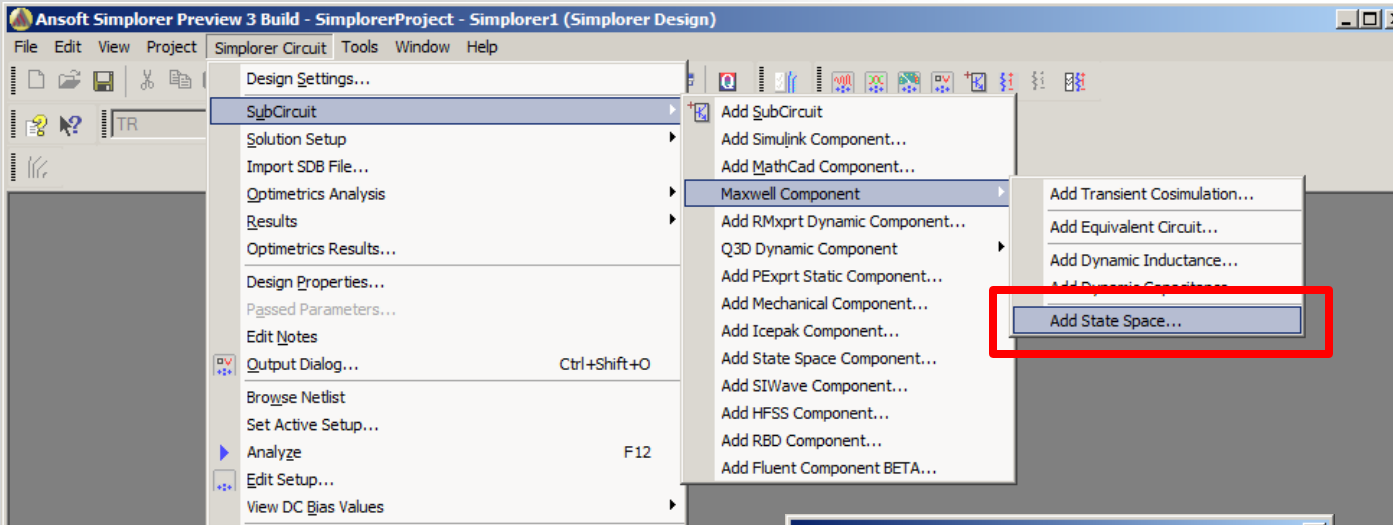 Ansoft Simplorer Preview 3 Build - SimplorerProject - Simplorer1 (Simplorer Design)
File Edit View Project Simplorer Circuit Tools Window Help
Design Settings...
SubCircuit
Solution Setup
Import SDB File...
Optimetrics Analysis
Results
Optimetrics Results...
Design Properties...
Passed Parameters...
Edit Notes
Output Dialog... Ctrl+Shift+O
Browse Netlist
Set Active Setup...
Analyze F12
Edit Setup...
View DC Bias Values
TR
Add SubCircuit
Add Simulink Component...
Add MathCad Component...
Maxwell Component
Add RMxprt Dynamic Component...
Q3D Dynamic Component
Add PExprt Static Component...
Add Mechanical Component...
Add Icepak Component...
Add State Space Component...
Add SIWave Component...
Add HFSS Component...
Add RBD Component...
Add Fluent Component BETA...
Add Transient Cosimulation...
Add Equivalent Circuit...
Add Dynamic Inductance...
Add Dynamic Capacitance...
Add State Space...